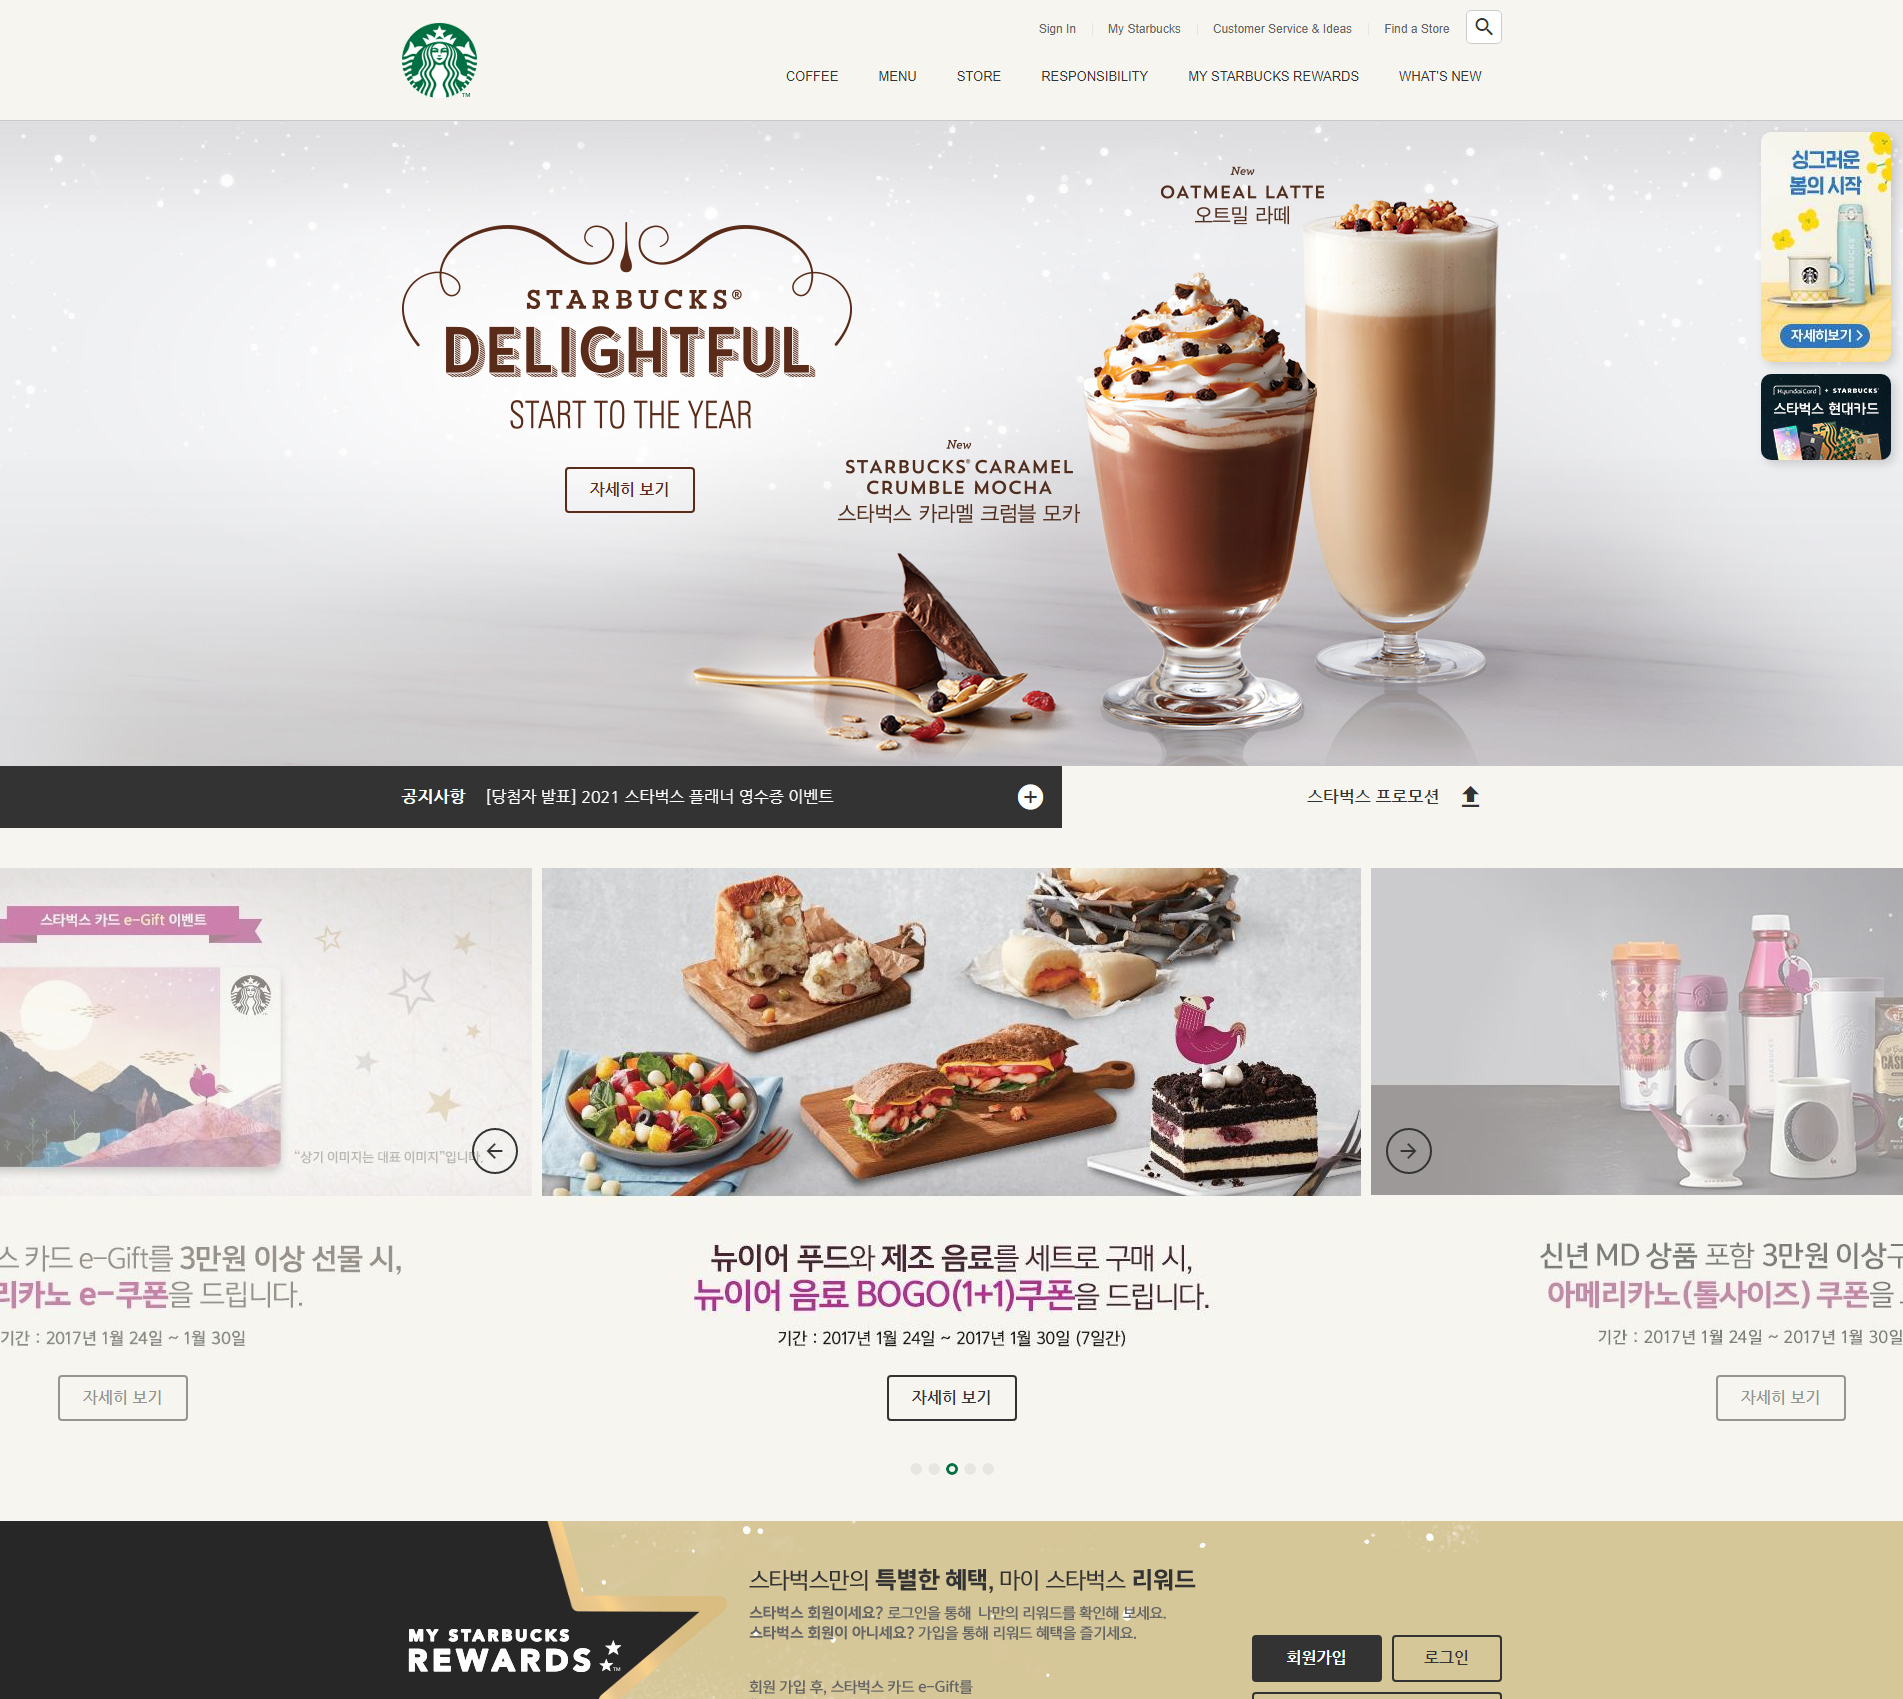 Sign In
My Starbucks
Customer Service & Ideas
Find a Store
COFFEE
MENU
STORE
RESPONSIBILITY
MY STARBUCKS REWARDS
WHAT'S NEW
STARBUCKS®
DELIGHTFUL
START TO THE YEAR
자세히 보기
New
OATMEAL LATTE
오트밀 라떼
New
STARBUCKS® CARAMEL
CRUMBLE MOCHA
스타벅스 카라멜 크럼블 모카
싱그러운
봄의 시작
STARBUCKS
자세히보기
HyundaiCard + STARBUCKS
스타벅스 현대카드
공지사항
[당첨자 발표] 2021 스타벅스 플래너 영수증 이벤트
스타벅스 프로모션
스타벅스 카드 e-Gift 이벤트
“상기 이미지는 대표 이미지”입니다.
스 카드 e-Gift를 3만원 이상 선물 시,
리카노 e-쿠폰을 드립니다.
기간 : 2017년 1월 24일 ~ 1월 30일
자세히 보기
뉴이어 푸드와 제조 음료를 세트로 구매 시,
뉴이어 음료 BOGO(1+1)쿠폰을 드립니다.
기간 : 2017년 1월 24일 ~ 2017년 1월 30일 (7일간)
자세히 보기
신년 MD 상품 포함 3만원 이상구
아메리카노(톨사이즈) 쿠폰을
기간 : 2017년 1월 24일 ~ 2017년 1월 30일
자세히 보기
MY STARBUCKS
REWARDS
스타벅스만의 특별한 혜택, 마이 스타벅스 리워드
스타벅스 회원이세요? 로그인을 통해 나만의 리워드를 확인해 보세요.
스타벅스 회원이 아니세요? 가입을 통해 리워드 혜택을 즐기세요.
회원 가입 후, 스타벅스 카드 e-Gift를
회원가입
로그인